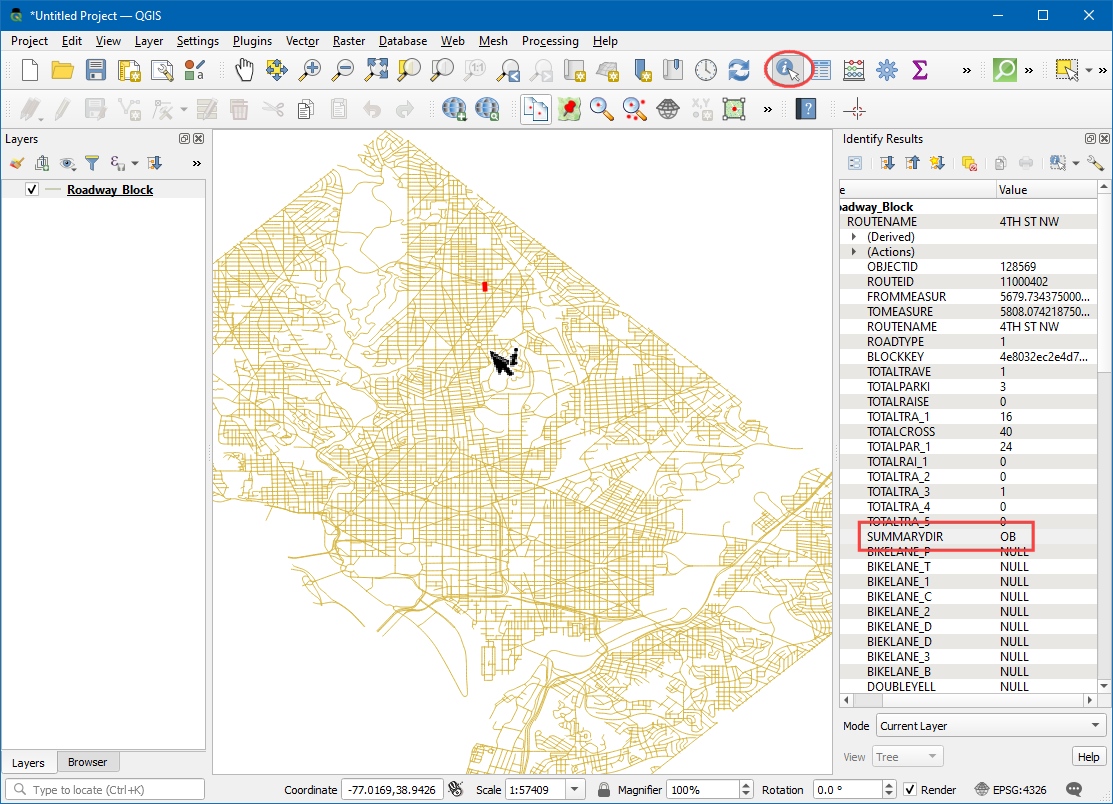 *Untitled Project — QGIS
Project Edit View Layer Settings Plugins Vector Raster Database Web Mesh Processing Help
Layers
Roadway_Block
Layers Browser
Identify Results
e Value
oadway_Block
ROUTENAME 4TH ST NW
(Derived)
(Actions)
OBJECTID 128569
ROUTEID 11000402
FROMMEASUR 5679.734375000...
TOMEASURE 5808.074218750...
ROUTENAME 4TH ST NW
ROADTYPE 1
BLOCKKEY 4e8032ec2e4d7...
TOTALTRAVE 1
TOTALPARKI 3
TOTALRAISE 0
TOTALTRA_1 16
TOTALCROSS 40
TOTALPAR_1 24
TOTALRAI_1 0
TOTALTRA_2 0
TOTALTRA_3 1
TOTALTRA_4 0
TOTALTRA_5 0
SUMMARYDIR OB
BIKELANE_P NULL
BIKELANE_T NULL
BIKELANE_1 NULL
BIKELANE_C NULL
BIKELANE_2 NULL
BIKELANE_D NULL
BIEKLANE_D NULL
BIKELANE_3 NULL
BIKELANE_B NULL
DOUBLEYELL NULL
Mode Current Layer
View Tree Help
Type to locate (Ctrl+K) Coordinate -77.0169,38.9426 Scale 1:57409 Magnifier 100% Rotation 0.0 ° Render EPSG:4326